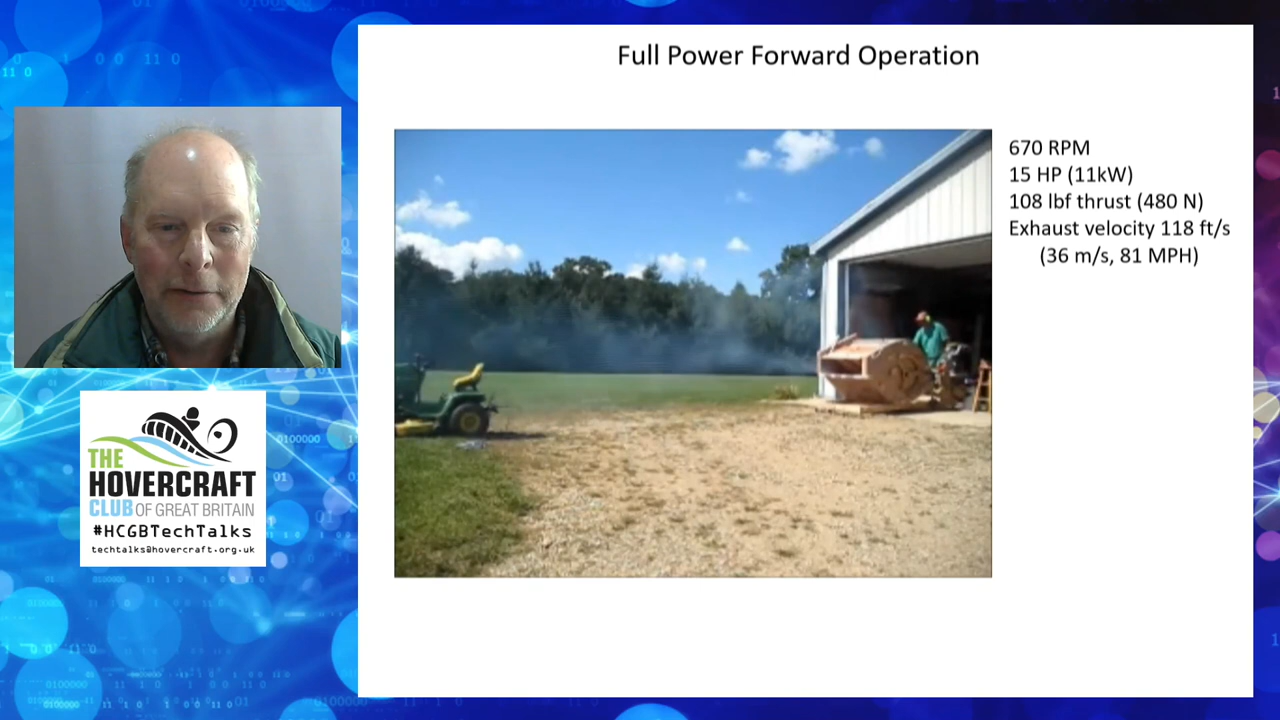 Full Power Forward Operation
670 RPM
15 HP (11kW)
108 lbf thrust (480 N)
Exhaust velocity 118 ft/s
(36 m/s, 81 MPH)
THE
HOVERCRAFT
CLUB OF GREAT BRITAIN
#HCGBTechTalks
techtalks@hovercraft.org.uk